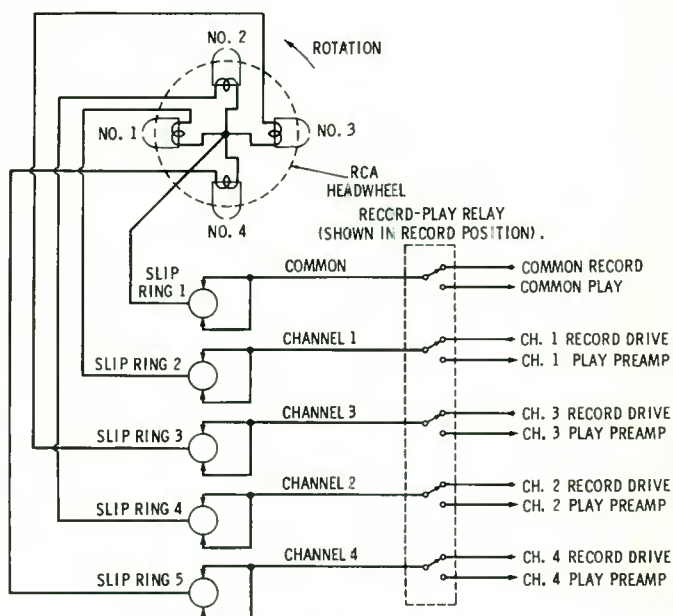 NO. 2
ROTATION
NO. 1
NO. 3
RCA
HEADWHEEL
NO. 4
RECORD-PLAY RELAY
(SHOWN IN RECORD POSITION).
SLIP
RING 1
COMMON
COMMON RECORD
COMMON PLAY
SLIP RING 2
CHANNEL 1
CH. 1 RECORD DRIVE
CH. 1 PLAY PREAMP
SLIP RING 3
CHANNEL 3
CH. 3 RECORD DRIVE
CH. 3 PLAY PREAMP
SLIP RING 4
CHANNEL 2
CH. 2 RECORD DRIVE
CH. 2 PLAY PREAMP
SLIP RING 5
CHANNEL 4
CH. 4 RECORD DRIVE
CH. 4 PLAY PREAMP